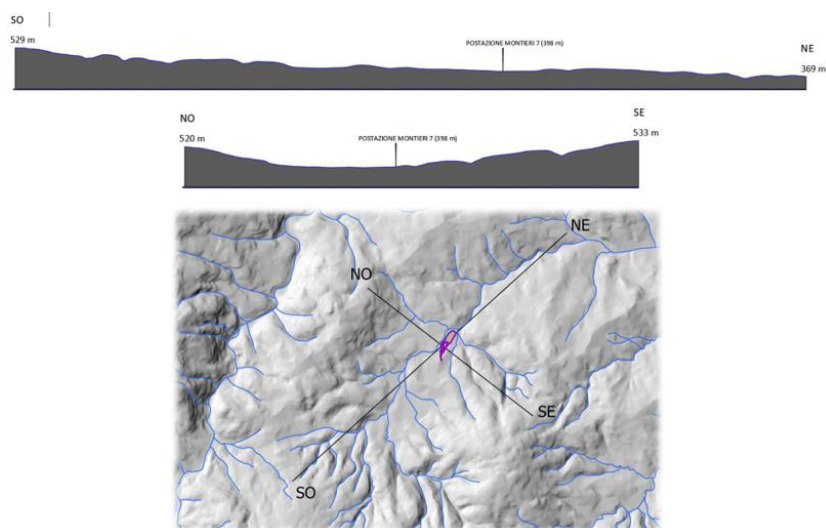 SO
529 m
POSTAZIONE MONTIERI 7 (398 m)
NE
369 m
NO
520 m
POSTAZIONE MONTIERI 7 (398 m)
SE
533 m
NE
NO
SE
SO